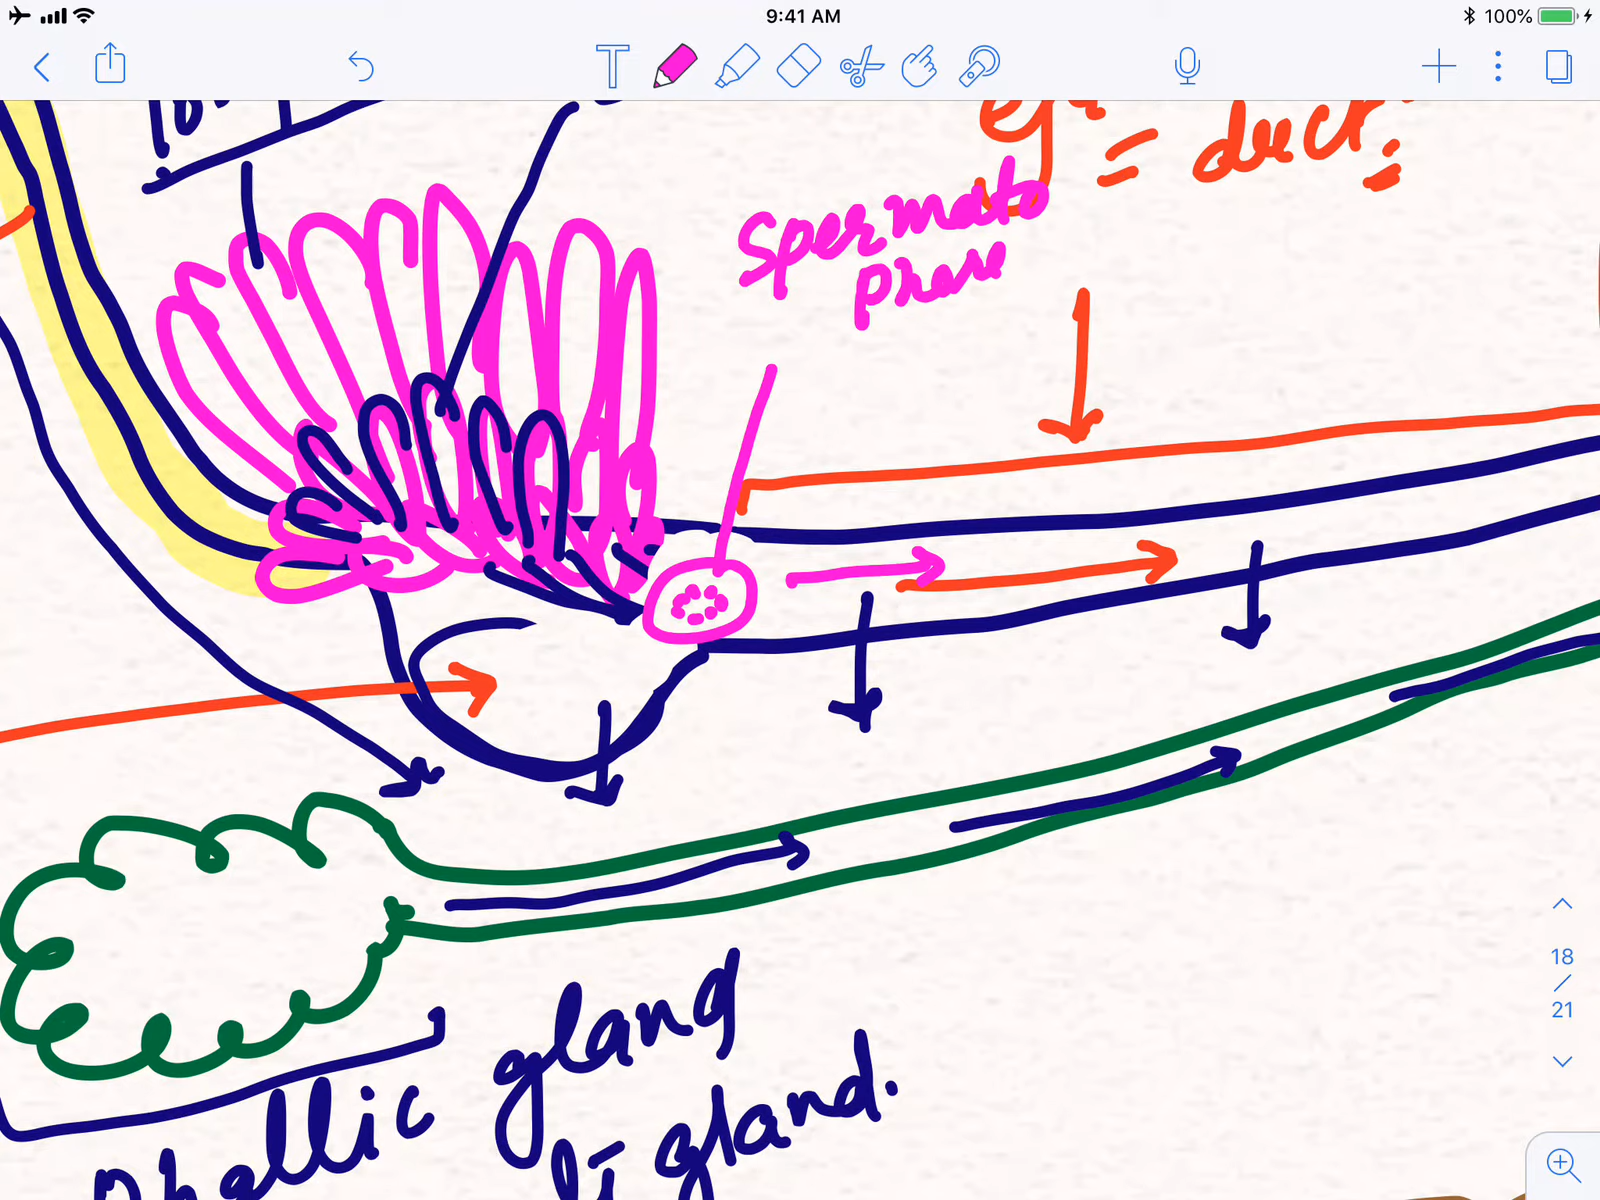 9:41 AM
100%
= duct.
Spermato
phore
18
/
21
Phallic gland
gland.